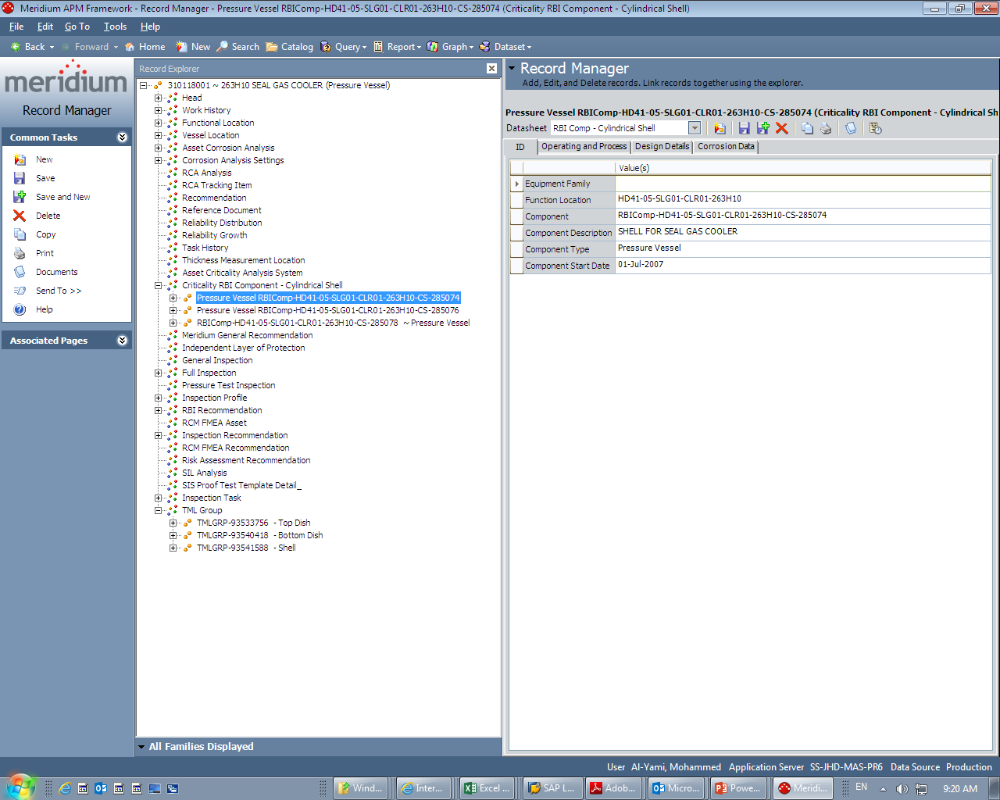 Meridium APM Framework - Record Manager - Pressure Vessel RBIComp-HD41-05-SLG01-CLR01-263H10-CS-285074 (Criticality RBI Component - Cylindrical Shell)
File Edit Go To Tools Help
Back Forward Home New Search Catalog Query Report Graph Dataset
meridium
Record Manager
Common Tasks
New
Save
Save and New
Delete
Copy
Print
Documents
Send To >>
Help
Associated Pages
Record Explorer
310118001 ~ 263H10 SEAL GAS COOLER (Pressure Vessel)
Head
Work History
Functional Location
Vessel Location
Asset Corrosion Analysis
Corrosion Analysis Settings
RCA Analysis
RCA Tracking Item
Recommendation
Reference Document
Reliability Distribution
Reliability Growth
Task History
Thickness Measurement Location
Asset Criticality Analysis System
Criticality RBI Component - Cylindrical Shell
Pressure Vessel RBIComp-HD41-05-SLG01-CLR01-263H10-CS-285074
Pressure Vessel RBIComp-HD41-05-SLG01-CLR01-263H10-CS-285076
RBIComp-HD41-05-SLG01-CLR01-263H10-CS-285078 ~ Pressure Vessel
Meridium General Recommendation
Independent Layer of Protection
General Inspection
Full Inspection
Pressure Test Inspection
Inspection Profile
RBI Recommendation
RCM FMEA Asset
Inspection Recommendation
RCM FMEA Recommendation
Risk Assessment Recommendation
SIL Analysis
SIS Proof Test Template Detail_
Inspection Task
TML Group
TMLGRP-93533756 - Top Dish
TMLGRP-93540418 - Bottom Dish
TMLGRP-93541588 - Shell
All Families Displayed
Record Manager
Add, Edit, and Delete records. Link records together using the explorer.
Pressure Vessel RBIComp-HD41-05-SLG01-CLR01-263H10-CS-285074 (Criticality RBI Component - Cylindrical Sh
Datasheet RBI Comp - Cylindrical Shell
ID Operating and Process Design Details Corrosion Data
Value(s)
Equipment Family
Function Location HD41-05-SLG01-CLR01-263H10
Component RBIComp-HD41-05-SLG01-CLR01-263H10-CS-285074
Component Description SHELL FOR SEAL GAS COOLER
Component Type Pressure Vessel
Component Start Date 01-Jul-2007
User Al-Yami, Mohammed Application Server SS-JHD-MAS-PR6 Data Source Production
Wind... Inter... Excel ... SAP L... Adob... Micro... Powe... Meridi... EN 9:20 AM